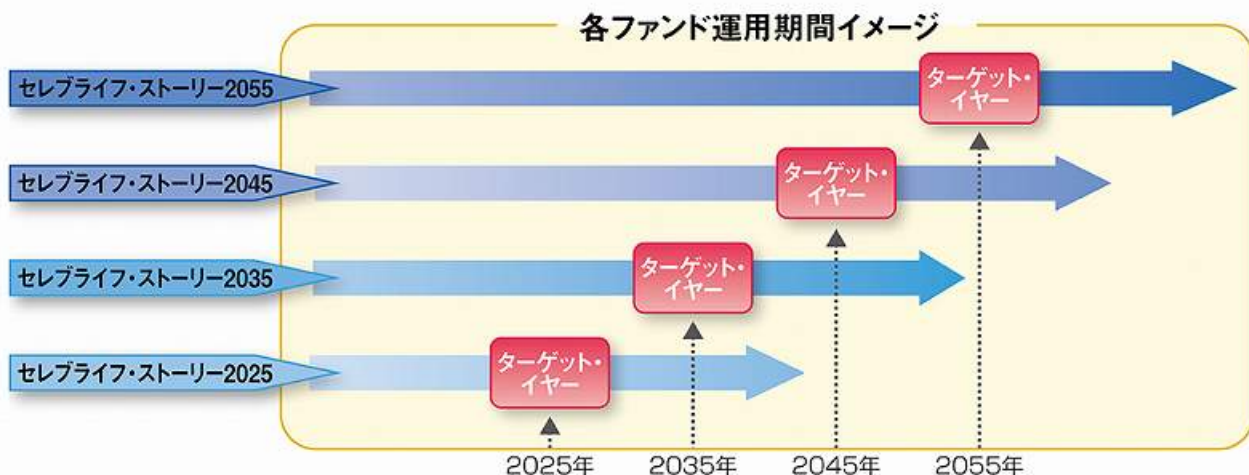 各ファンド運用期間イメージ
セレブライフ・ストーリー2055
ターゲット・
イヤー
セレブライフ・ストーリー2045
ターゲット・
イヤー
セレブライフ・ストーリー2035
ターゲット・
イヤー
セレブライフ・ストーリー2025
ターゲット・
イヤー
2025年
2035年
2045年
2055年